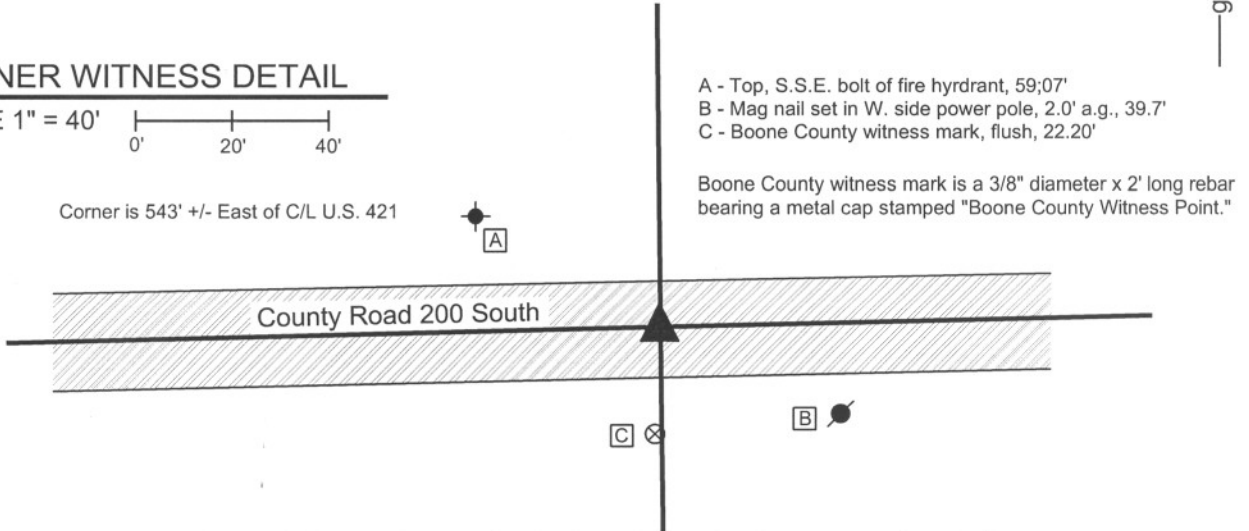 NER WITNESS DETAIL
1" = 40'
0' 20' 40'
Corner is 543' +/- East of C/L U.S. 421
A - Top, S.S.E. bolt of fire hyrdrant, 59;07'
B - Mag nail set in W. side power pole, 2.0' a.g., 39.7'
C - Boone County witness mark, flush, 22.20'
Boone County witness mark is a 3/8" diameter x 2' long rebar
bearing a metal cap stamped "Boone County Witness Point."
A
County Road 200 South
B
C